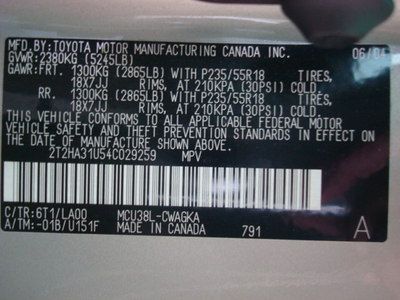 MFD.BY:TOYOTA MOTOR MANUFACTURING CANADA INC. 06/04
GVWR:2380KG (5245LB)
GAWR:FRT. 1300KG (2865LB) WITH P235/55R18 TIRES,
18X7JJ RIMS, AT 210KPA (30PSI) COLD
RR. 1300KG (2865LB) WITH P235/55R18 TIRES,
18X7JJ RIMS, AT 210KPA (30PSI) COLD
THIS VEHICLE CONFORMS TO ALL APPLICABLE FEDERAL MOTOR
VEHICLE SAFETY AND THEFT PREVENTION STANDARDS IN EFFECT ON
THE DATE OF MANUFACTURE SHOWN ABOVE.
2T2HA31U54C029259 MPV
C/TR:6T1/LA00 MCU38L-CWAGKA A
A/TM:-01B/U151F MADE IN CANADA 791